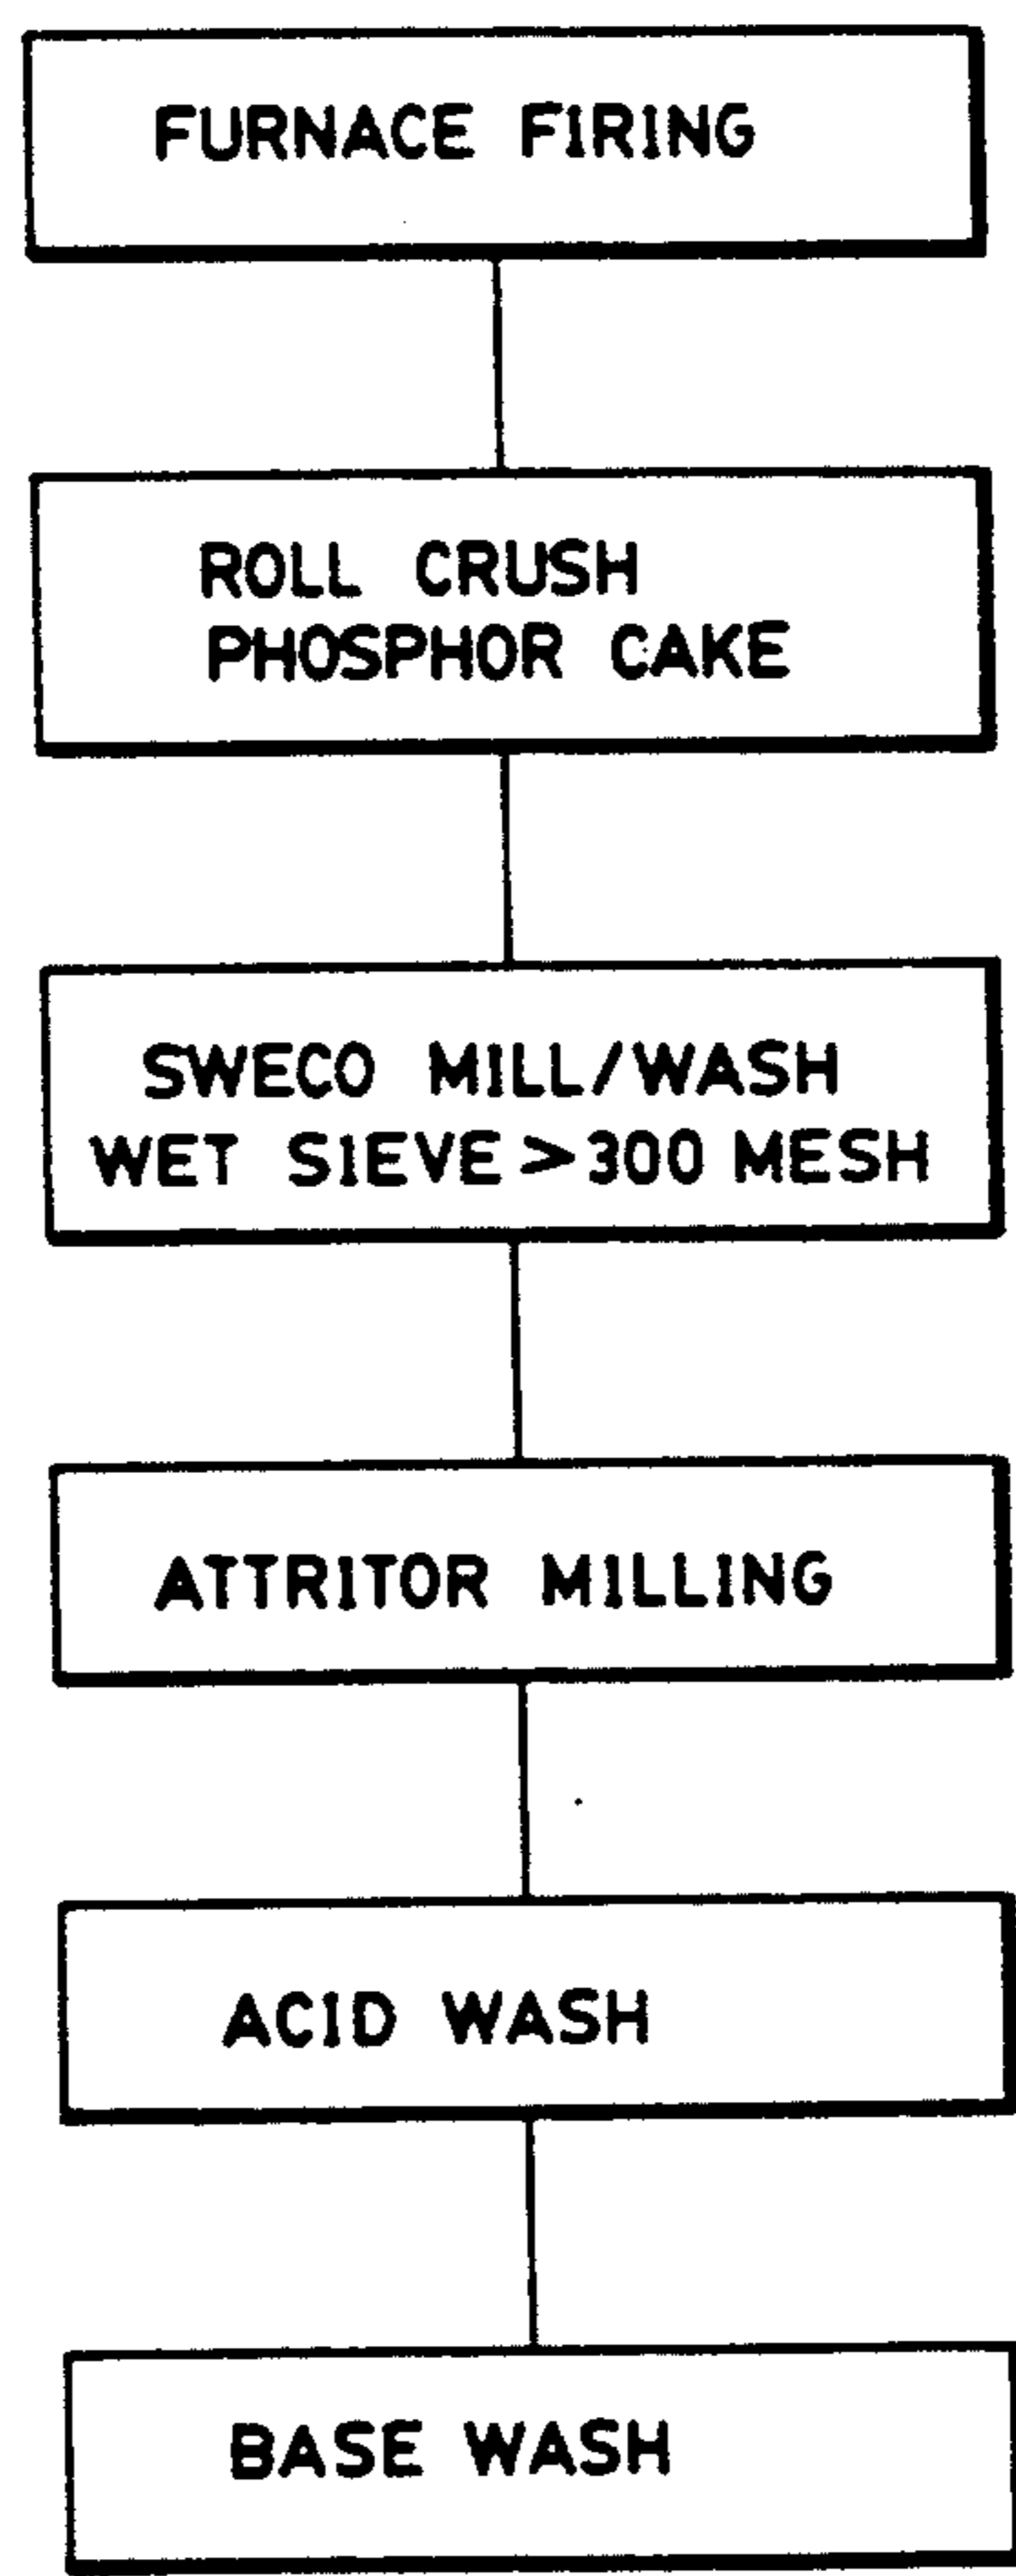 FURNACE FIRING
ROLL CRUSH
PHOSPHOR CAKE
SWECO MILL/WASH
WET SIEVE > 300 MESH
ATTRITOR MILLING
ACID WASH
BASE WASH